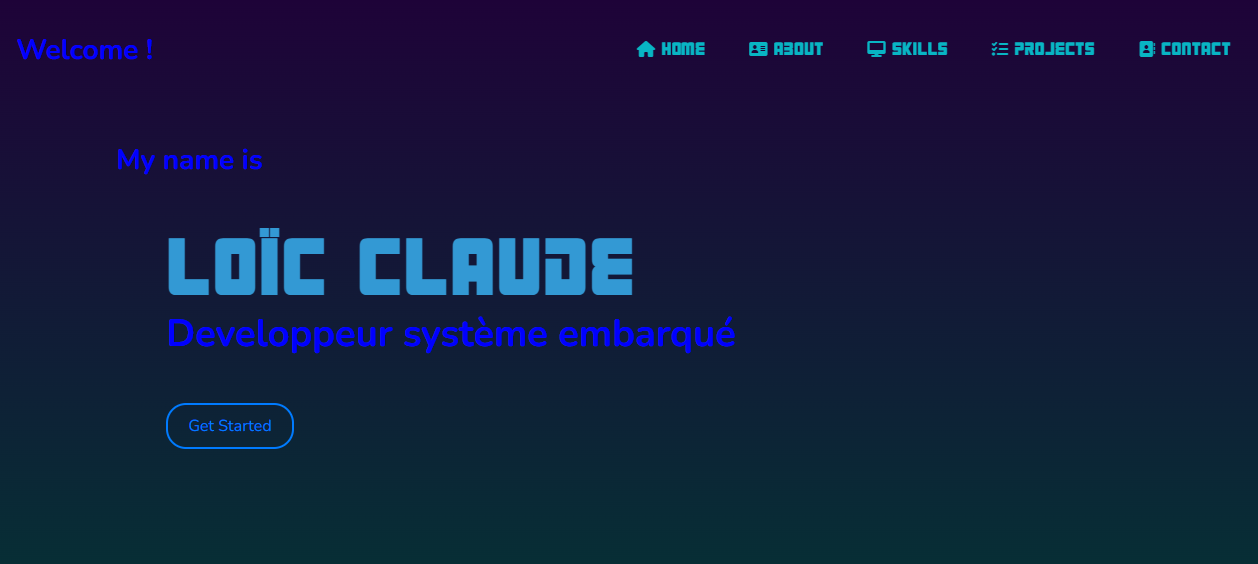 Welcome !
HOME ABOUT SKILLS PROJECTS CONTACT
My name is
LOÏC CLAUDE
Developpeur système embarqué
Get Started